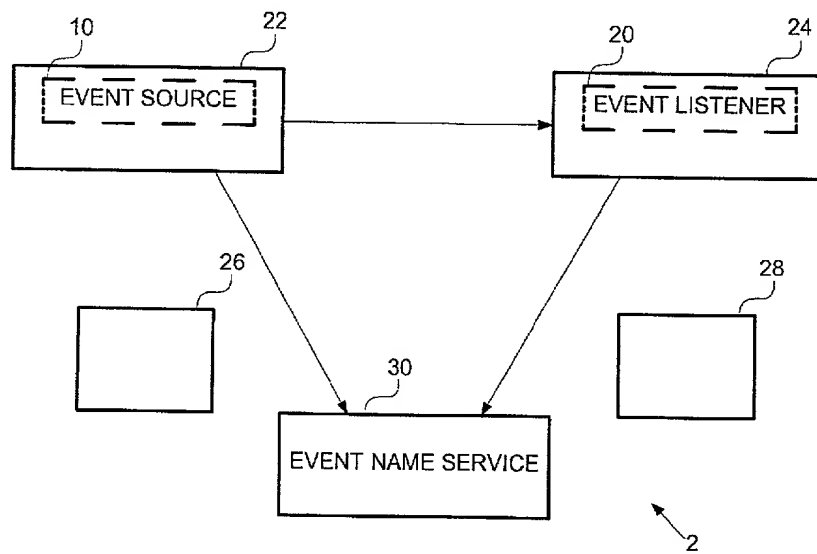 10
22
EVENT SOURCE
20
24
EVENT LISTENER
26
28
30
EVENT NAME SERVICE
2